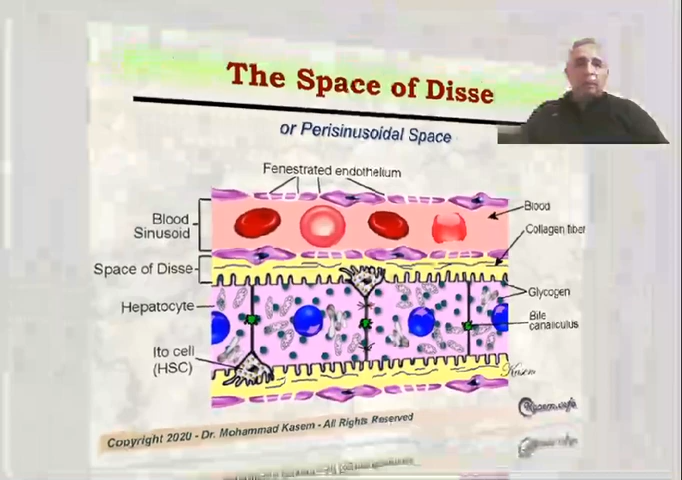 The Space of Disse
or Perisinusoidal Space
Fenestrated endothelium
Blood
Blood
Sinusoid
Collagen fiber
Space of Disse
Glycogen
Hepatocyte
Bile
canaliculus
Ito cell
(HSC)
Kasem
Copyright 2020 - Dr. Mohammad Kasem - All Rights Reserved